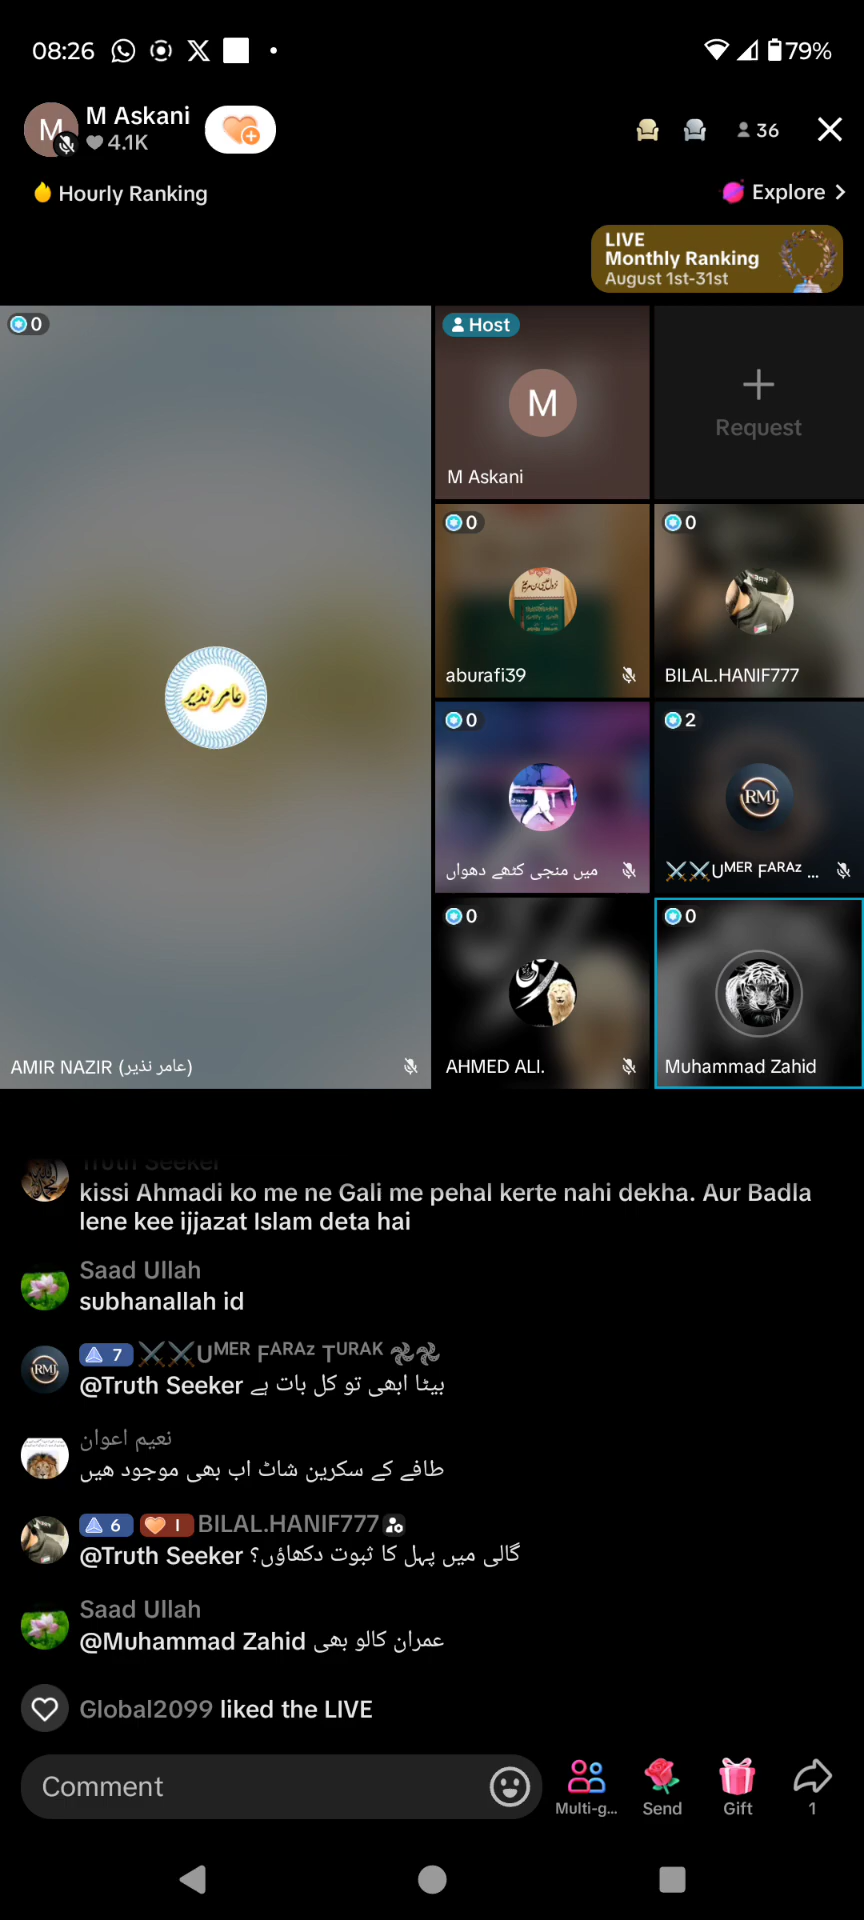 08:26
79%
M Askani
4.1K
36
Hourly Ranking
Explore
LIVE
Monthly Ranking
August 1st-31st
0
عامر نذیر
AMIR NAZIR (عامر نذیر)
Host
M
M Askani
Request
0
aburafi39
0
BILAL.HANIF777
0
میں منجی کٹھے دھواں
2
RMJ
⚔️⚔️Uᴹᴱᴿ Fᴬᴿᴬᶻ ...
0
AHMED ALI.
0
Muhammad Zahid
Truth Seeker
kissi Ahmadi ko me ne Gali me pehal kerte nahi dekha. Aur Badla
lene kee ijjazat Islam deta hai
Saad Ullah
subhanallah id
7 ⚔️⚔️Uᴹᴱᴿ Fᴬᴿᴬᶻ Tᵁᴿᴬᴷ
@Truth Seeker بیٹا ابھی تو کل بات ہے
نعیم اعوان
طافے کے سکرین شاٹ اب بھی موجود ھیں
6 I BILAL.HANIF777
@Truth Seeker گالی میں پہل کا ثبوت دکھاؤں؟
Saad Ullah
@Muhammad Zahid عمران کالو بھی
Global2099 liked the LIVE
Comment
Multi-g...
Send
Gift
1